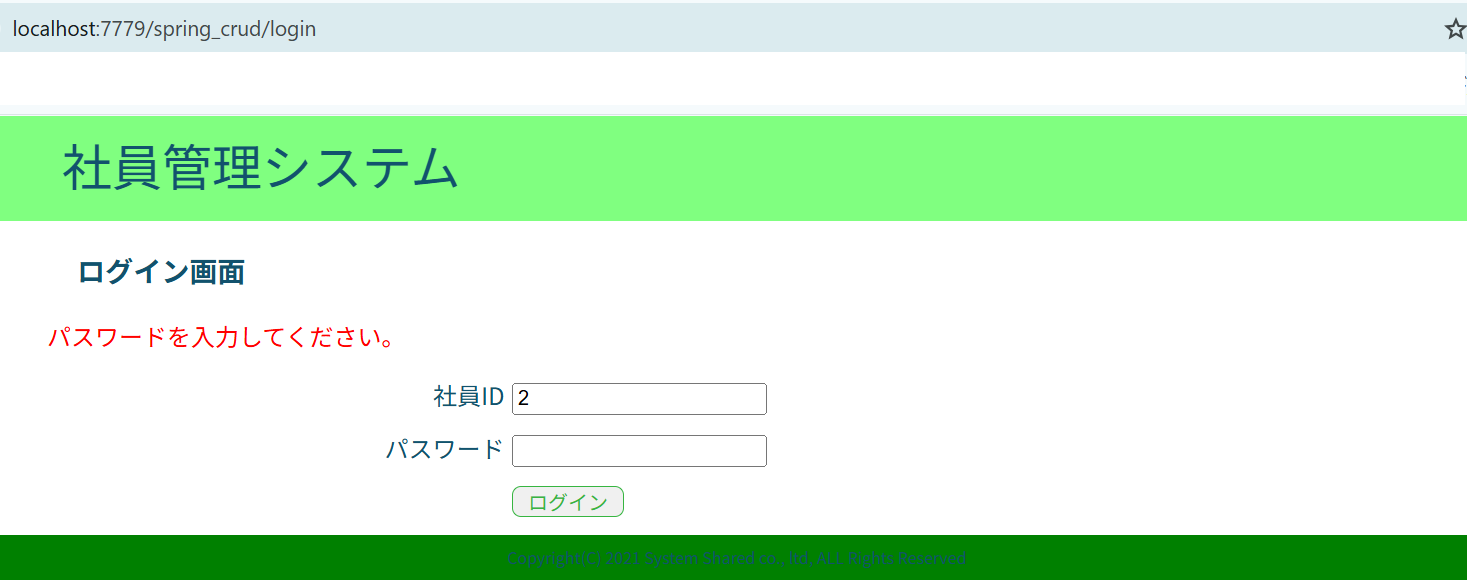 localhost:7779/spring_crud/login
社員管理システム
ログイン画面
パスワードを入力してください。
社員ID 2
パスワード
ログイン
Copyright(C) 2021 System Shared co., ltd, ALL Rights Reserved